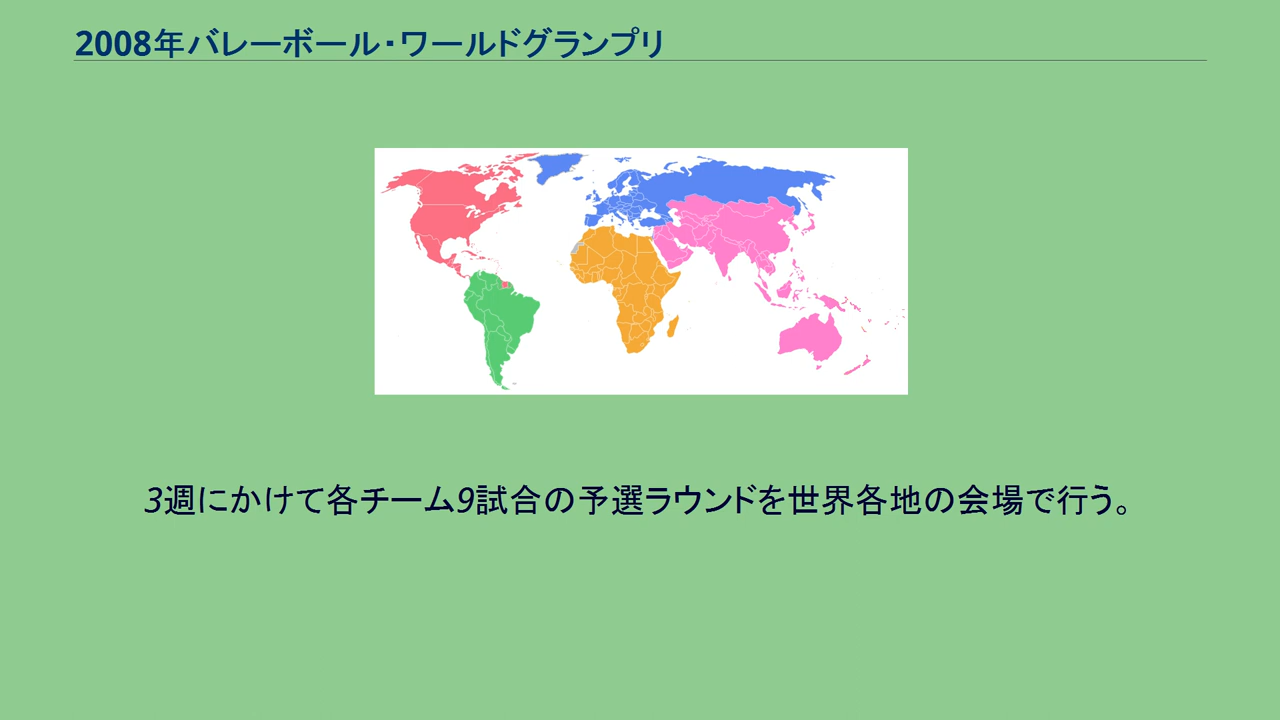 2008年バレーボール・ワールドグランプリ
3週にかけて各チーム9試合の予選ラウンドを世界各地の会場で行う。